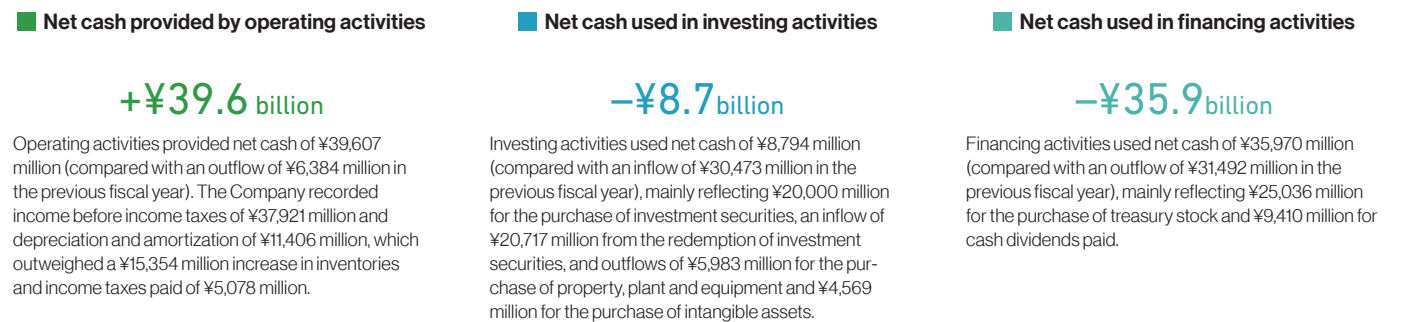 Net cash provided by operating activities
+¥39.6 billion
Operating activities provided net cash of ¥39,607
million (compared with an outflow of ¥6,384 million in
the previous fiscal year). The Company recorded
income before income taxes of ¥37,921 million and
depreciation and amortization of ¥11,406 million, which
outweighed a ¥15,354 million increase in inventories
and income taxes paid of ¥5,078 million.
Net cash used in investing activities
–¥8.7billion
Investing activities used net cash of ¥8,794 million
(compared with an inflow of ¥30,473 million in the
previous fiscal year), mainly reflecting ¥20,000 million
for the purchase of investment securities, an inflow of
¥20,717 million from the redemption of investment
securities, and outflows of ¥5,983 million for the pur-
chase of property, plant and equipment and ¥4,569
million for the purchase of intangible assets.
Net cash used in financing activities
–¥35.9billion
Financing activities used net cash of ¥35,970 million
(compared with an outflow of ¥31,492 million in the
previous fiscal year), mainly reflecting ¥25,036 million
for the purchase of treasury stock and ¥9,410 million for
cash dividends paid.